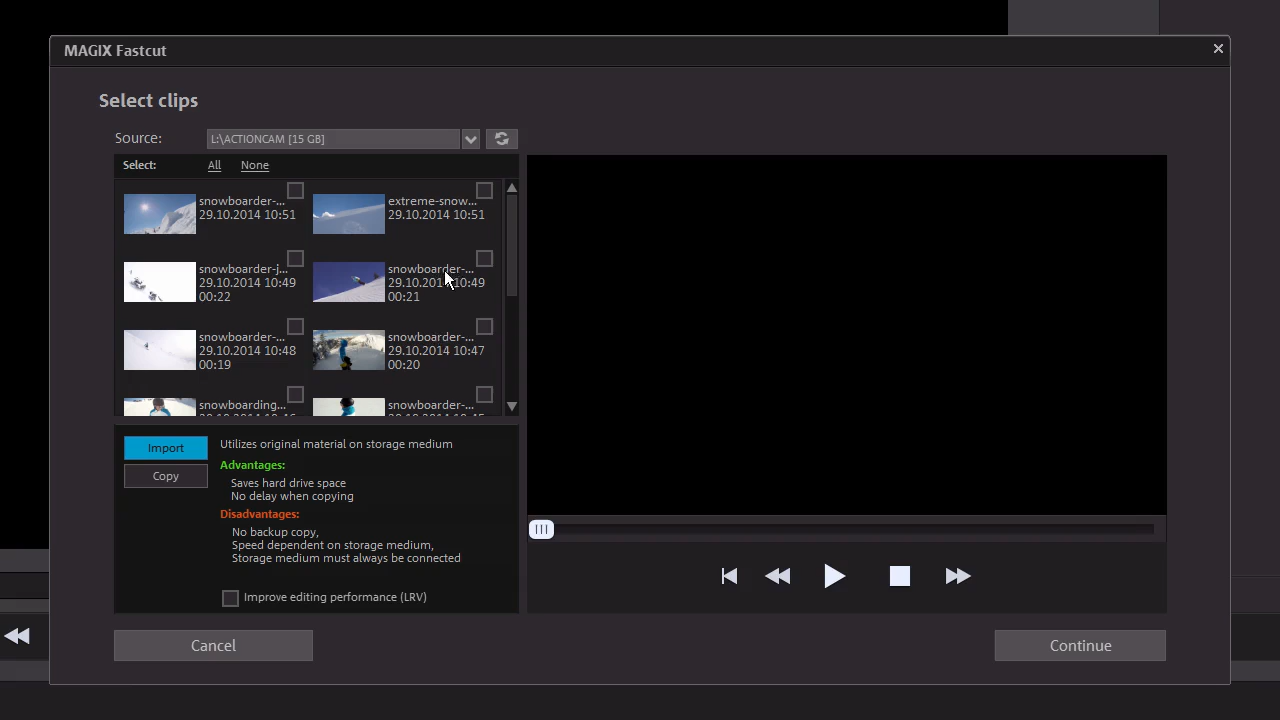 MAGIX Fastcut
Select clips
Source:
L:\ACTIONCAM [15 GB]
Select: All None
snowboarder-...
29.10.2014 10:51
extreme-snow...
29.10.2014 10:51
snowboarder-j...
29.10.2014 10:49
00:22
snowboarder-...
29.10.2014 10:49
00:21
snowboarder-...
29.10.2014 10:48
00:19
snowboarder-...
29.10.2014 10:47
00:20
snowboarding...
snowboarder-...
Import
Copy
Utilizes original material on storage medium
Advantages:
Saves hard drive space
No delay when copying
Disadvantages:
No backup copy,
Speed dependent on storage medium,
Storage medium must always be connected
Improve editing performance (LRV)
Cancel
Continue